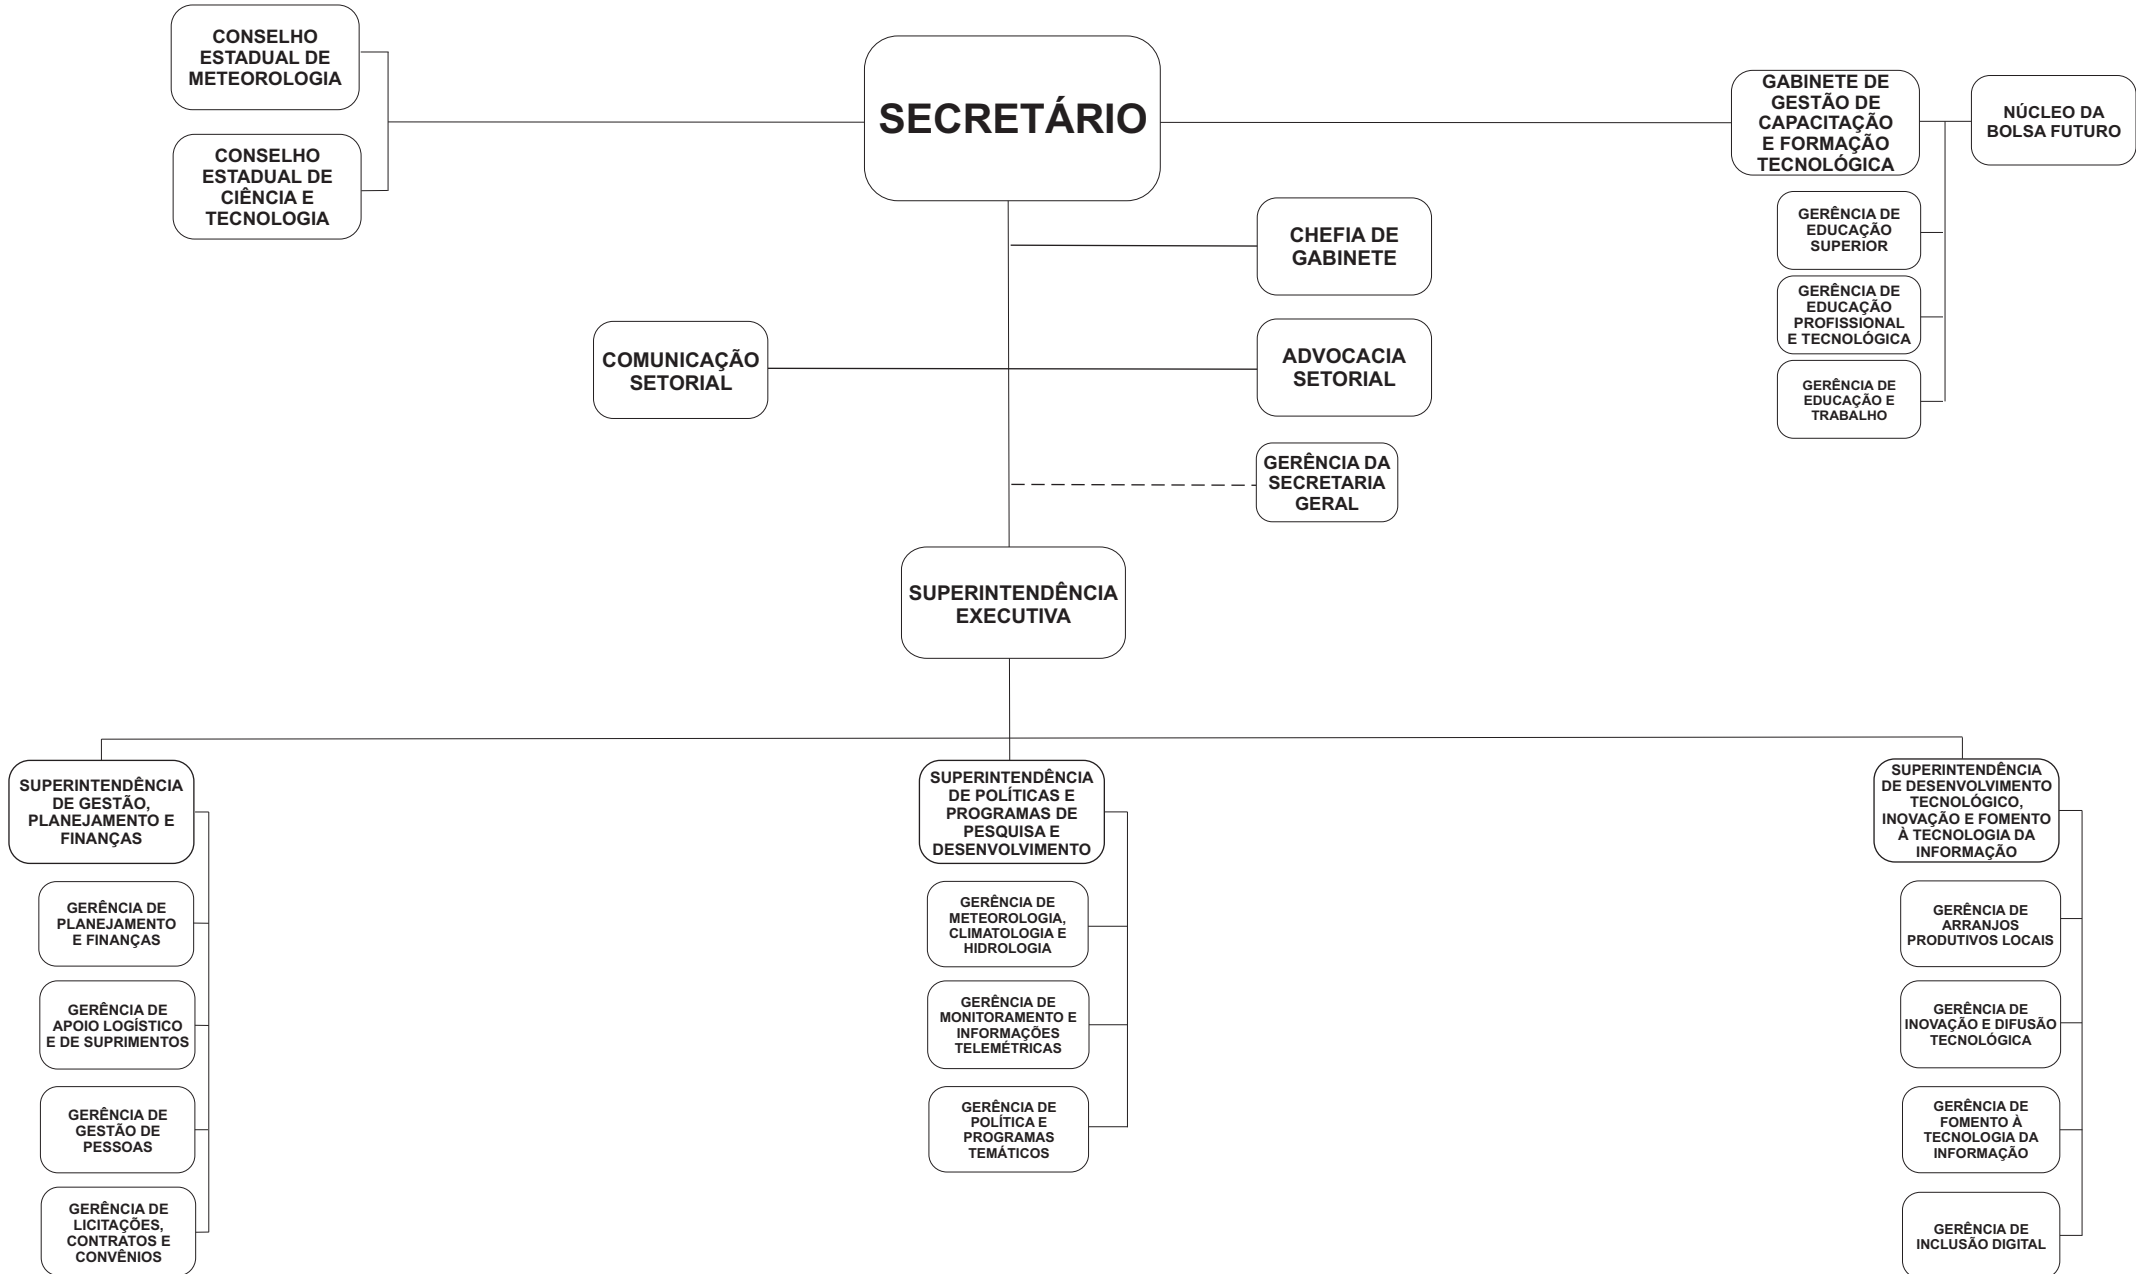 CONSELHO
ESTADUAL DE
METEOROLOGIA
CONSELHO
ESTADUAL DE
CIÊNCIA E
TECNOLOGIA
SECRETÁRIO
GABINETE DE
GESTÃO DE
CAPACITAÇÃO
E FORMAÇÃO
TECNOLÓGICA
NÚCLEO DA
BOLSA FUTURO
GERÊNCIA DE
EDUCAÇÃO
SUPERIOR
GERÊNCIA DE
EDUCAÇÃO
PROFISSIONAL
E TECNOLÓGICA
GERÊNCIA DE
EDUCAÇÃO E
TRABALHO
CHEFIA DE
GABINETE
COMUNICAÇÃO
SETORIAL
ADVOCACIA
SETORIAL
GERÊNCIA DA
SECRETARIA
GERAL
SUPERINTENDÊNCIA
EXECUTIVA
SUPERINTENDÊNCIA
DE GESTÃO,
PLANEJAMENTO E
FINANÇAS
GERÊNCIA DE
PLANEJAMENTO
E FINANÇAS
GERÊNCIA DE
APOIO LOGÍSTICO
E DE SUPRIMENTOS
GERÊNCIA DE
GESTÃO DE
PESSOAS
GERÊNCIA DE
LICITAÇÕES,
CONTRATOS E
CONVÊNIOS
SUPERINTENDÊNCIA
DE POLÍTICAS E
PROGRAMAS DE
PESQUISA E
DESENVOLVIMENTO
GERÊNCIA DE
METEOROLOGIA,
CLIMATOLOGIA E
HIDROLOGIA
GERÊNCIA DE
MONITORAMENTO E
INFORMAÇÕES
TELEMÉTRICAS
GERÊNCIA DE
POLÍTICA E
PROGRAMAS
TEMÁTICOS
SUPERINTENDÊNCIA
DE DESENVOLVIMENTO
TECNOLÓGICO,
INOVAÇÃO E FOMENTO
À TECNOLOGIA DA
INFORMAÇÃO
GERÊNCIA DE
ARRANJOS
PRODUTIVOS LOCAIS
GERÊNCIA DE
INOVAÇÃO E DIFUSÃO
TECNOLÓGICA
GERÊNCIA DE
FOMENTO À
TECNOLOGIA DA
INFORMAÇÃO
GERÊNCIA DE
INCLUSÃO DIGITAL